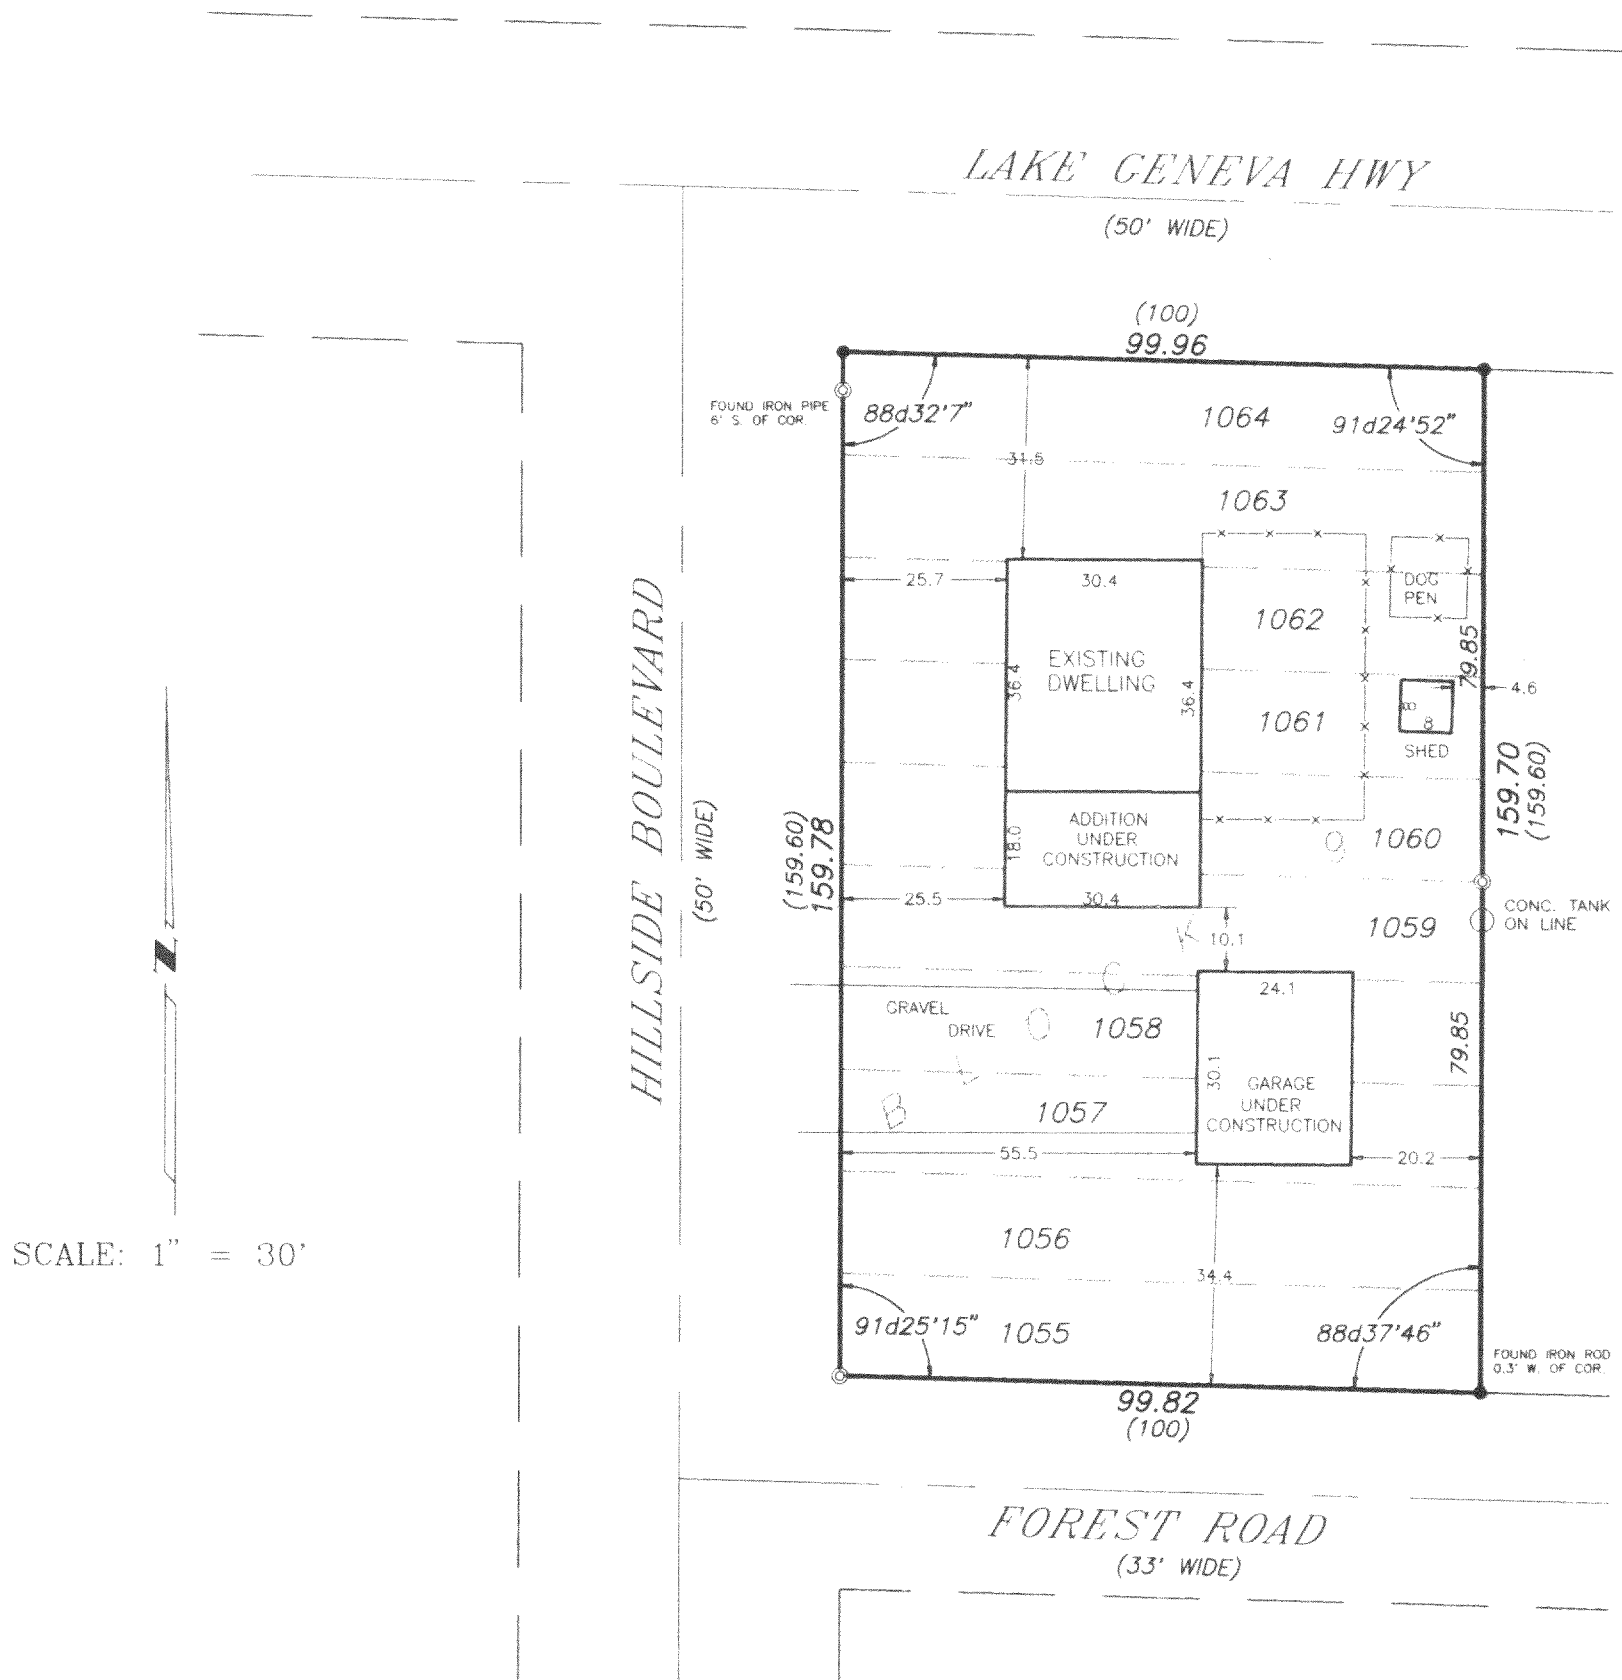 LAKE GENEVA HWY
(50' WIDE)
(100)
99.96
FOUND IRON PIPE
6' S. OF COR.
88d32'7"
1064
91d24'52"
31.5
1063
25.7
30.4
DOG
PEN
1062
EXISTING
DWELLING
36.4
36.4
79.85
4.6
1061
8
8
SHED
HILLSIDE BOULEVARD
(50' WIDE)
(159.60)
159.78
159.70
(159.60)
ADDITION
UNDER
CONSTRUCTION
18.0
1060
25.5
30.4
1059
CONC. TANK
ON LINE
10.1
BLOCK 9
24.1
GRAVEL
DRIVE
1058
79.85
30.1
GARAGE
UNDER
CONSTRUCTION
1057
55.5
20.2
1056
34.4
Z
SCALE: 1" = 30'
91d25'15"
1055
88d37'46"
FOUND IRON ROD
0.3' W. OF COR.
99.82
(100)
FOREST ROAD
(33' WIDE)